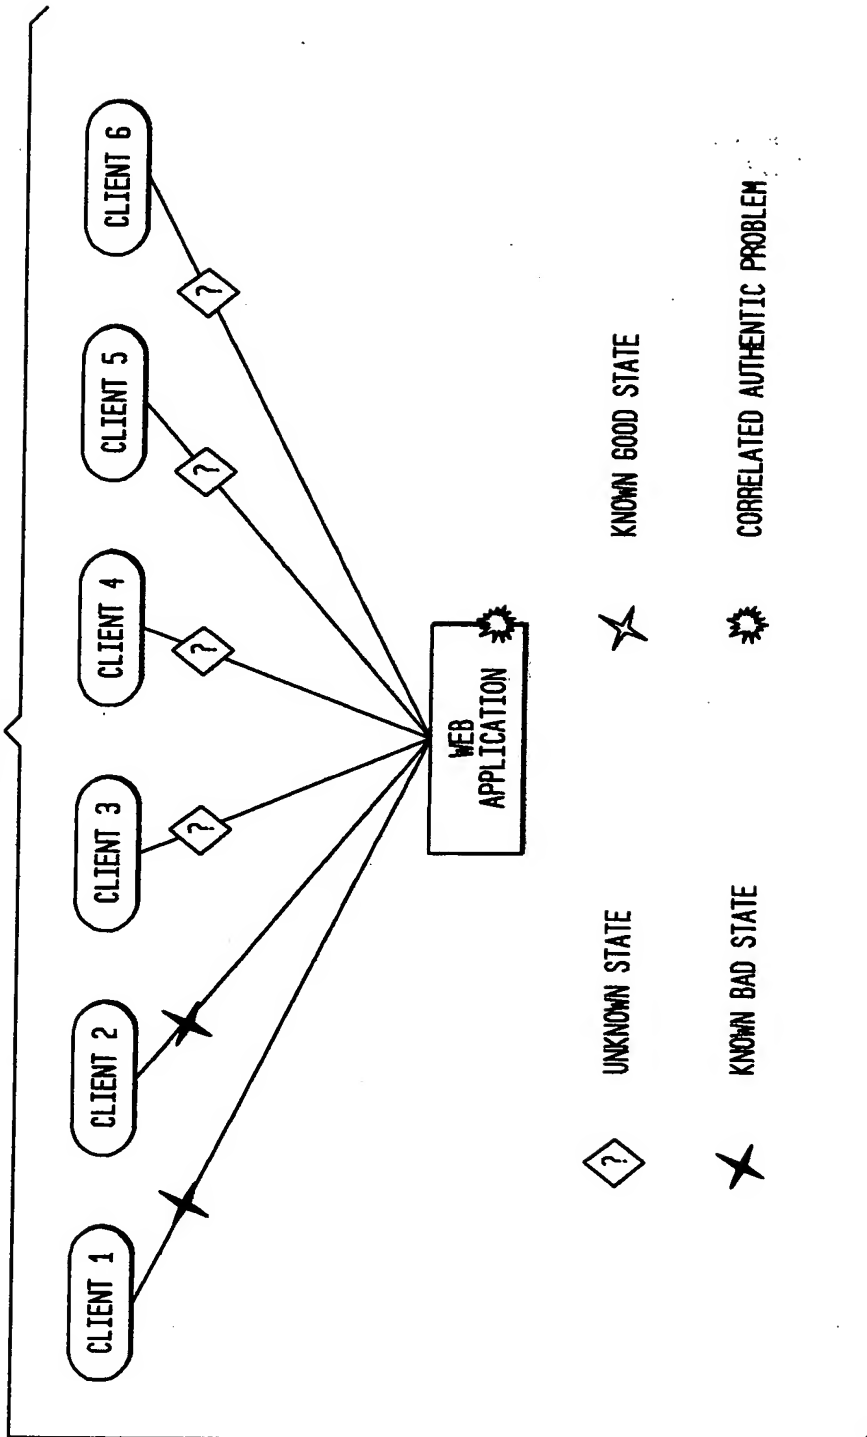 CLIENT 1
CLIENT 2
CLIENT 3
CLIENT 4
CLIENT 5
CLIENT 6
?
?
?
?
WEB
APPLICATION
?
UNKNOWN STATE
KNOWN GOOD STATE
KNOWN BAD STATE
CORRELATED AUTHENTIC PROBLEM